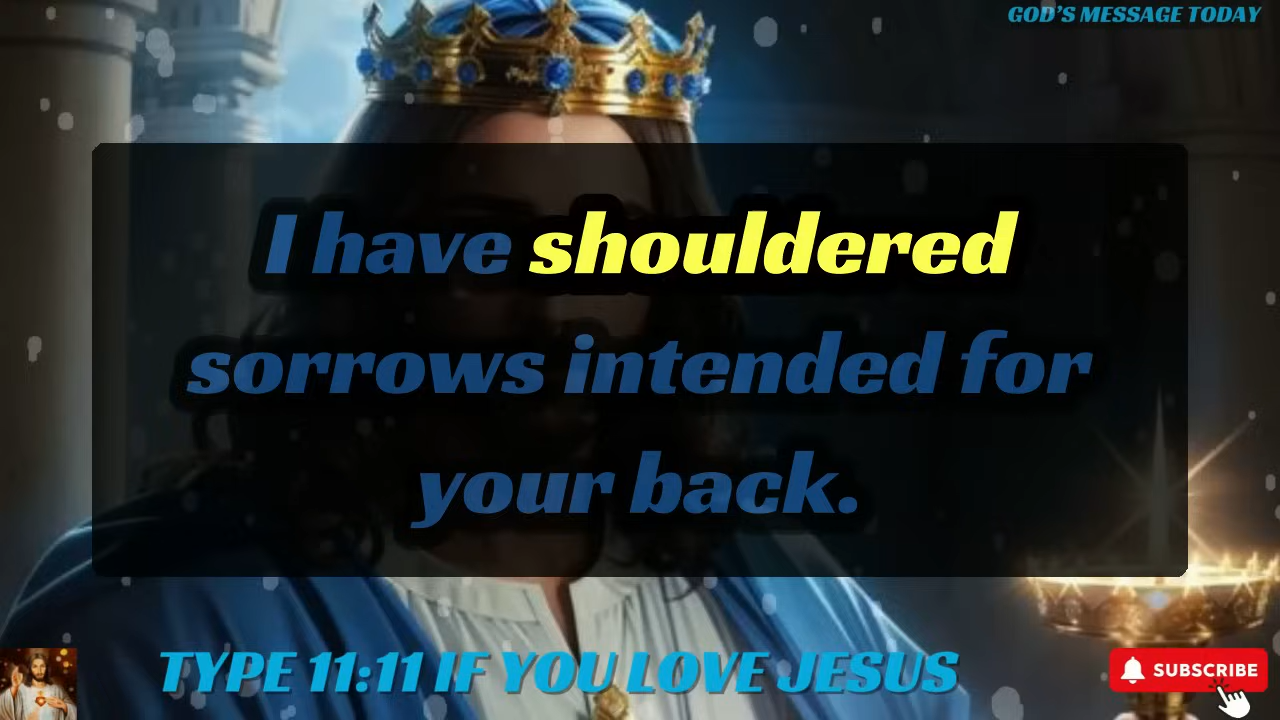 GOD'S MESSAGE TODAY
I have shouldered
sorrows intended for
your back.
TYPE 11:11 IF YOU LOVE JESUS
SUBSCRIBE